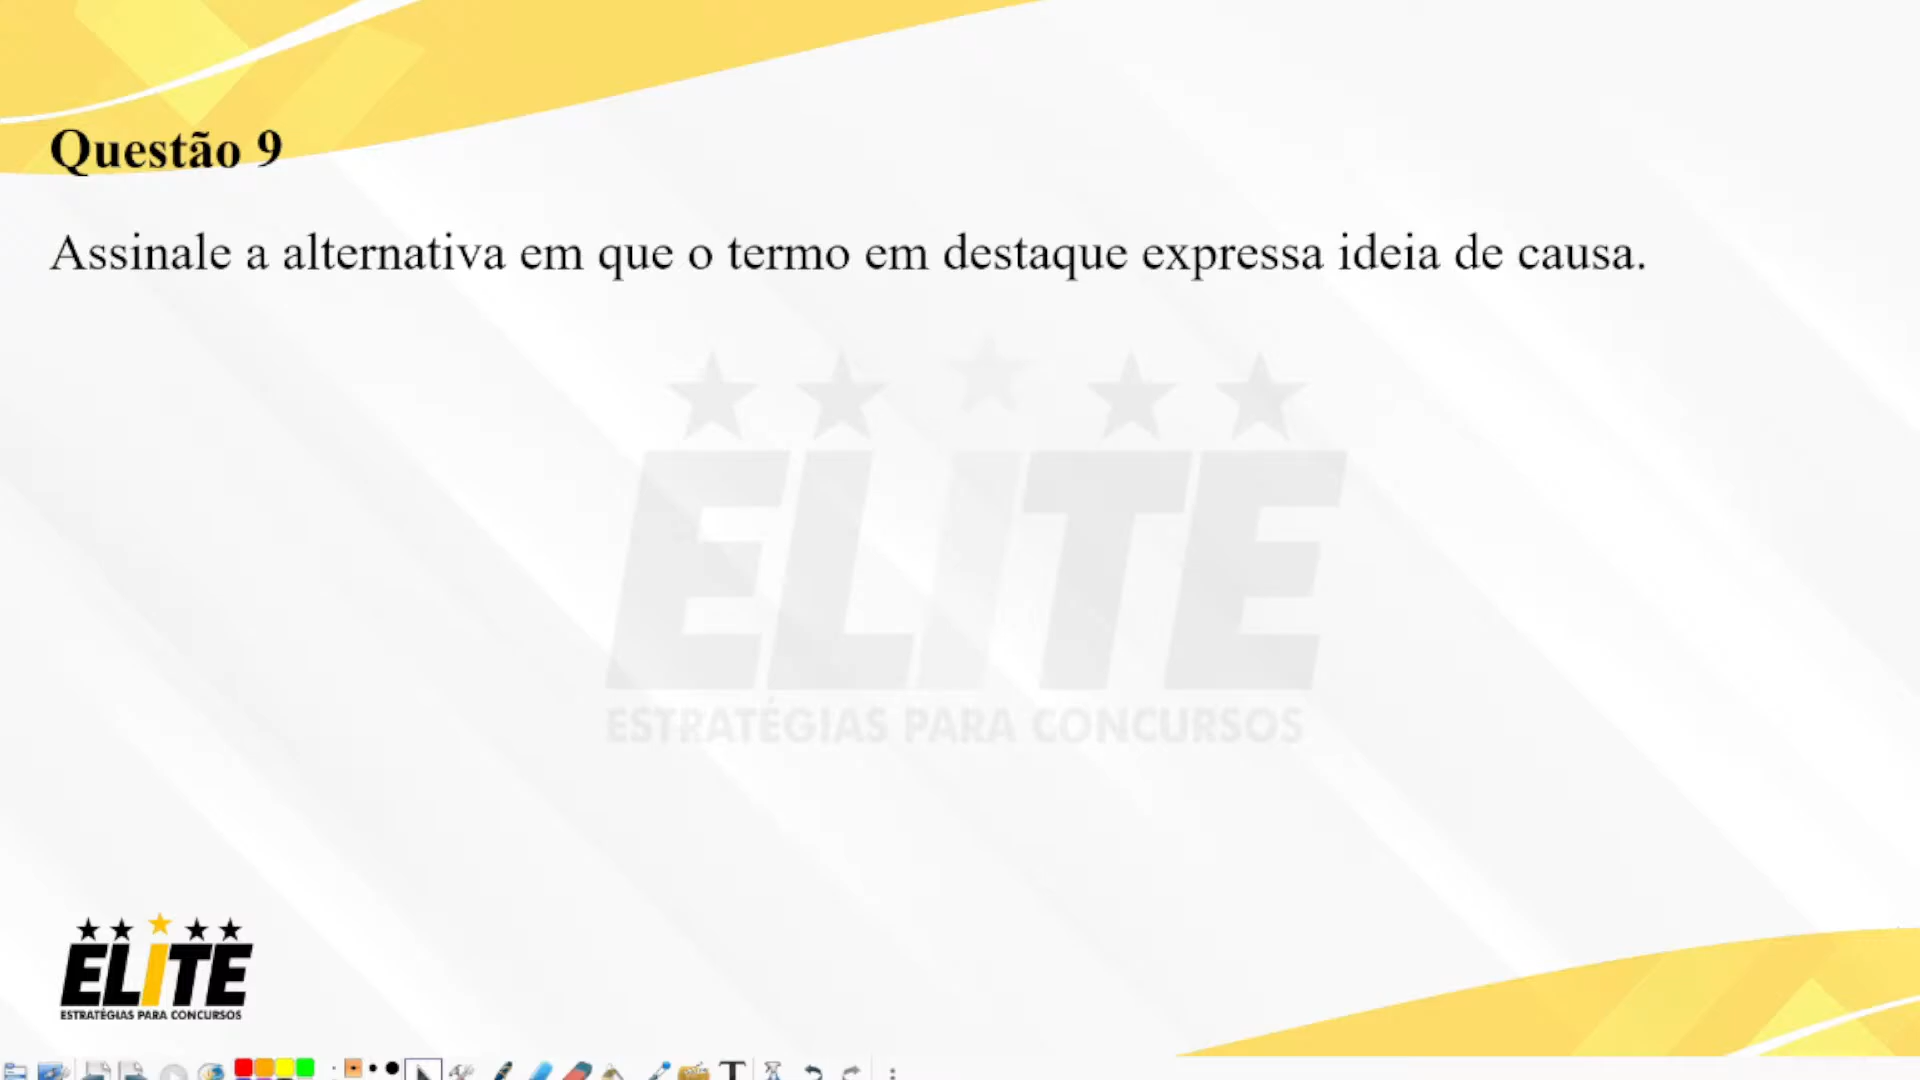 Questão 9
Assinale a alternativa em que o termo em destaque expressa ideia de causa.
ELITE
ESTRATÉGIAS PARA CONCURSOS
ELITE
ESTRATÉGIAS PARA CONCURSOS
T